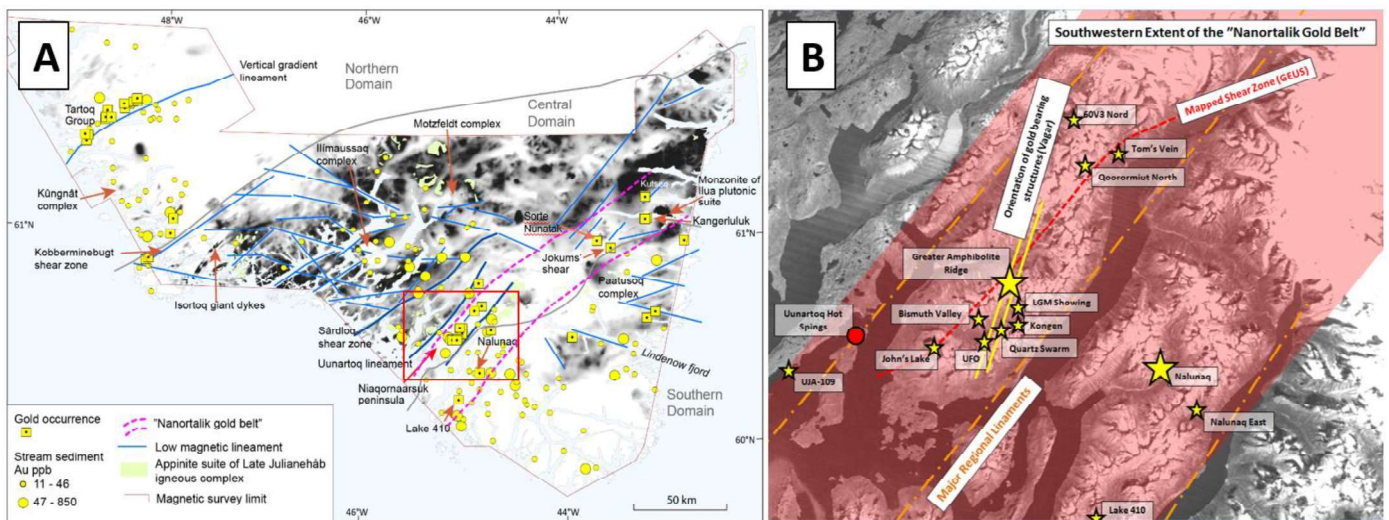 A
48°W
46°W
44°W
Vertical gradient
lineament
Northern
Domain
Central
Domain
Tartoq
Group
Motzfeldt complex
Ilímaussaq
complex
Monzonite of
Ilua plutonic
suite
Kutseq
Kûngnât
complex
61°N
61°N
Sorte
Nunatak
Kangerluluk
Kobberminebugt
shear zone
Jokums'
shear
Isortoq giant dykes
Paatusoq
complex
Sârdloq
shear zone
Nalunaq
Lindenow fjord
Uunartoq lineament
Niaqornaarsuk
peninsula
Southern
Domain
Lake 410
60°N
Gold occurrence
Stream sediment
Au ppb
11 - 46
47 - 850
"Nanortalik gold belt"
Low magnetic lineament
Appinite suite of Late Julianehåb
igneous complex
Magnetic survey limit
50 km
46°W
44°W
B
Southwestern Extent of the "Nanortalik Gold Belt"
Mapped Shear Zone (GEUS)
Orientation of gold bearing
structures (Vagar)
60V3 Nord
Tom's Vein
Qoorormiut North
Greater Amphibolite
Ridge
LGM Showing
Bismuth Valley
Kongen
Uunartoq Hot
Spings
John's Lake
UFO
Quartz Swarm
UJA-109
Nalunaq
Nalunaq East
Major Regional Linaments
Lake 410